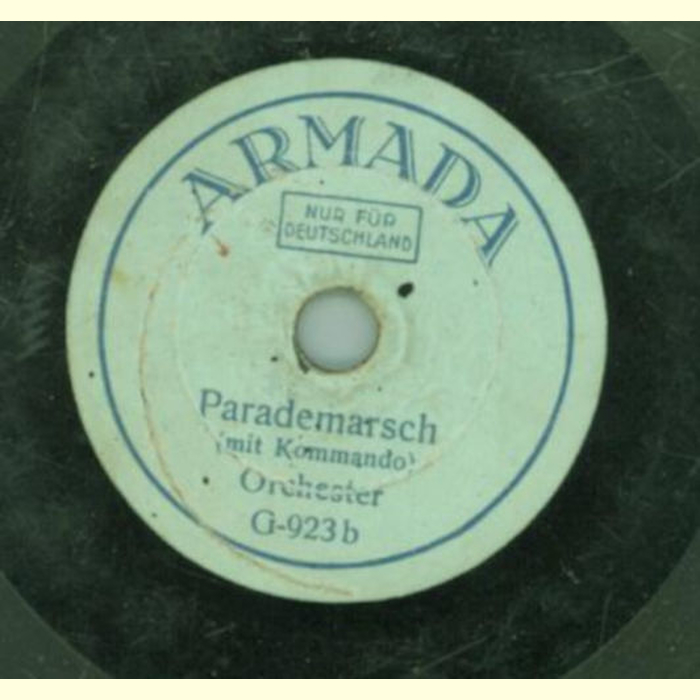 ARMADA
NUR FÜR
DEUTSCHLAND
Parademarsch
(mit Kommando)
Orchester
G-923 b